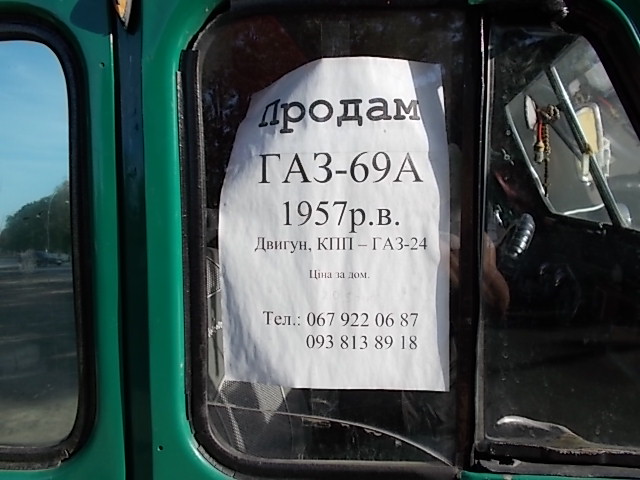 Продам
ГАЗ-69А
1957р.в.
Двигун, КПП – ГАЗ-24
Ціна за дом.
Тел.: 067 922 06 87
093 813 89 18